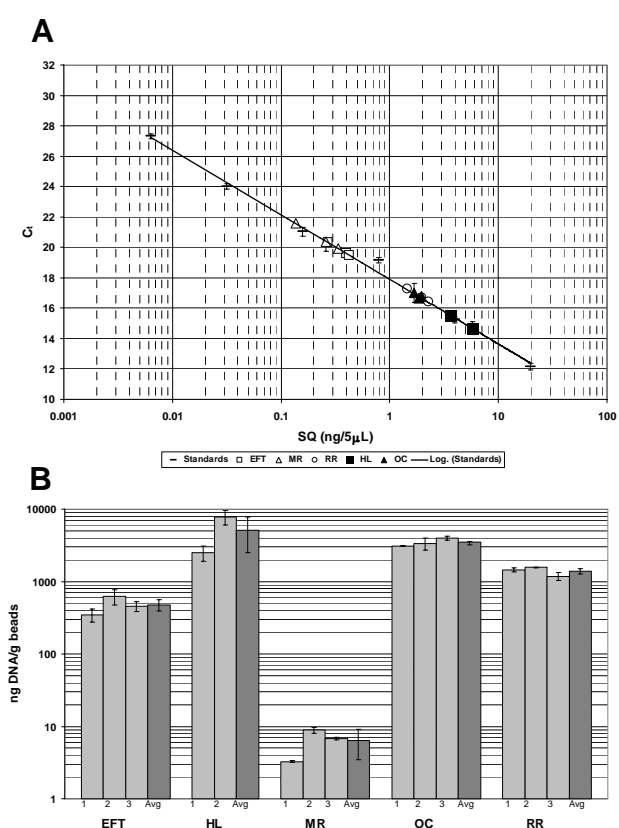 A
32
30
28
26
24
22
20
18
16
14
12
10
Ct
0.001 0.01 0.1 1 10 100
SQ (ng/5µL)
Standards EFT MR RR HL OC Log. (Standards)
B
10000
1000
100
10
1
ng DNA/g beads
1 2 3 Avg 1 2 Avg 1 2 3 Avg 1 2 3 Avg 1 2 3 Avg
EFT HL MR OC RR